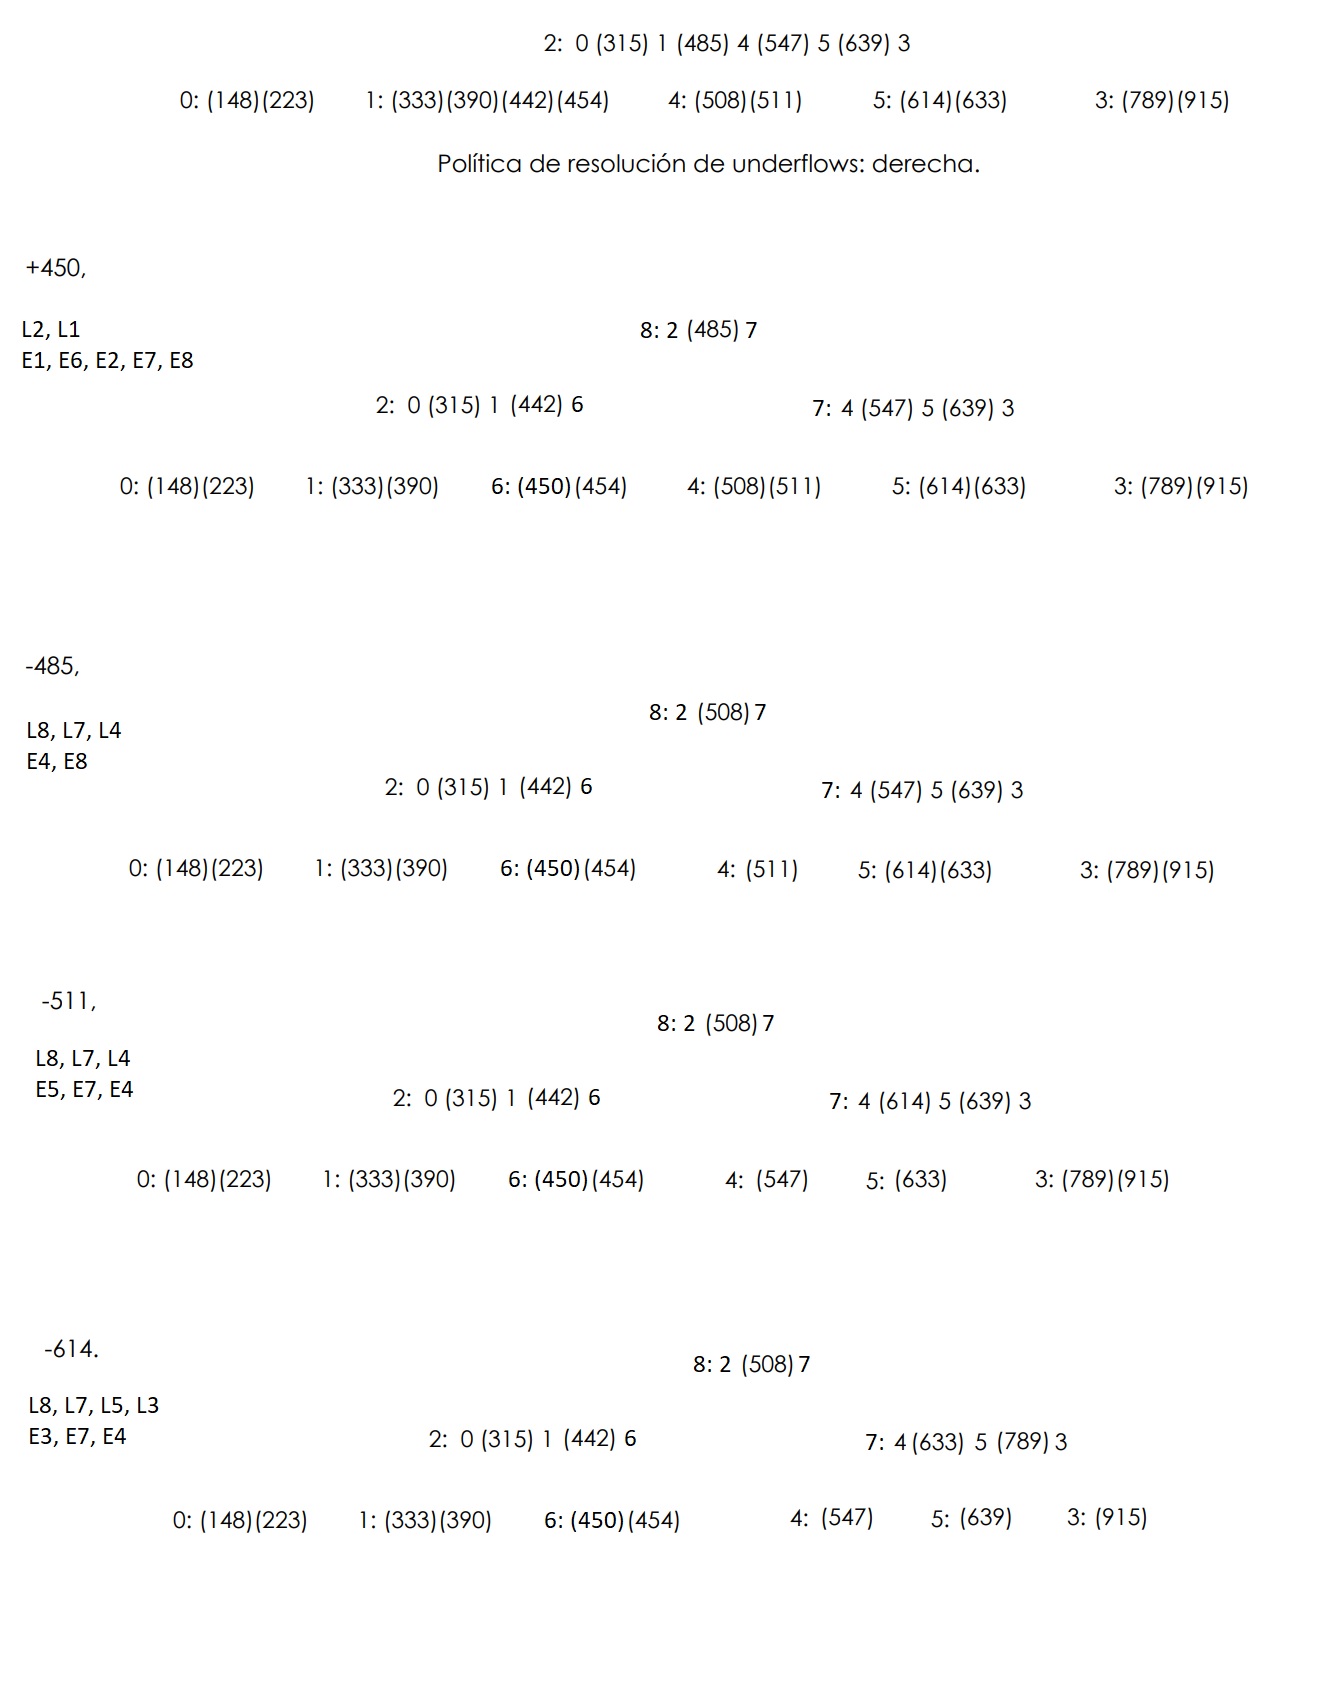 2: 0 (315) 1 (485) 4 (547) 5 (639) 3
0: (148)(223) 1: (333)(390)(442)(454) 4: (508)(511) 5: (614)(633) 3: (789)(915)
Política de resolución de underflows: derecha.
+450,
L2, L1
E1, E6, E2, E7, E8
8: 2 (485) 7
2: 0 (315) 1 (442) 6 7: 4 (547) 5 (639) 3
0: (148)(223) 1: (333)(390) 6: (450)(454) 4: (508)(511) 5: (614)(633) 3: (789)(915)
-485,
L8, L7, L4
E4, E8
8: 2 (508) 7
2: 0 (315) 1 (442) 6 7: 4 (547) 5 (639) 3
0: (148)(223) 1: (333)(390) 6: (450)(454) 4: (511) 5: (614)(633) 3: (789)(915)
-511,
L8, L7, L4
E5, E7, E4
8: 2 (508) 7
2: 0 (315) 1 (442) 6 7: 4 (614) 5 (639) 3
0: (148)(223) 1: (333)(390) 6: (450)(454) 4: (547) 5: (633) 3: (789)(915)
-614.
L8, L7, L5, L3
E3, E7, E4
8: 2 (508) 7
2: 0 (315) 1 (442) 6 7: 4 (633) 5 (789) 3
0: (148)(223) 1: (333)(390) 6: (450)(454) 4: (547) 5: (639) 3: (915)